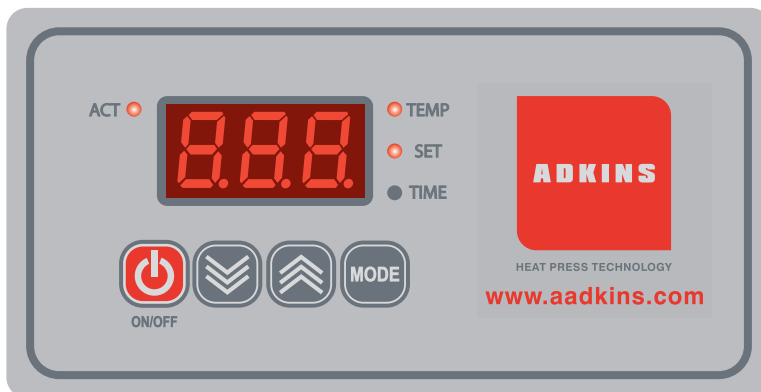 ACT
8.8.8.
TEMP
SET
TIME
MODE
ON/OFF
ADKINS
HEAT PRESS TECHNOLOGY
www.aadkins.com